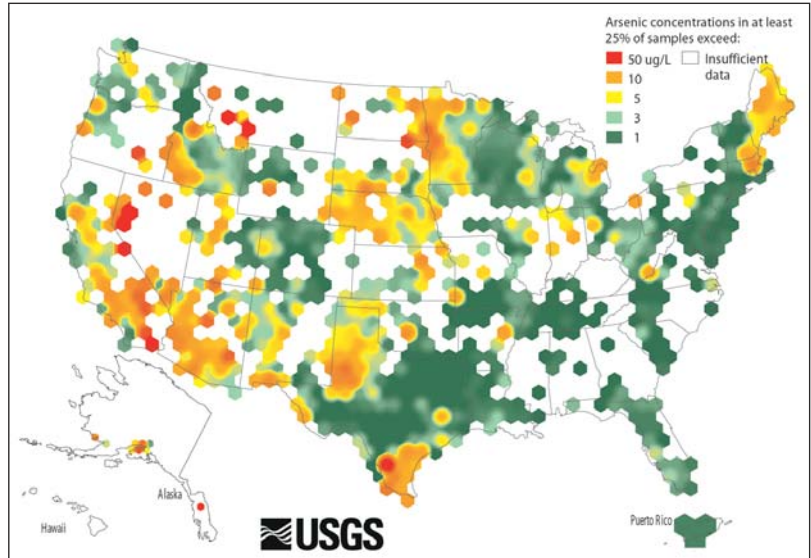 Arsenic concentrations in at least
25% of samples exceed:
50 ug/L
10
5
3
1
Insufficient
data
Alaska
Hawaii
USGS
Puerto Rico